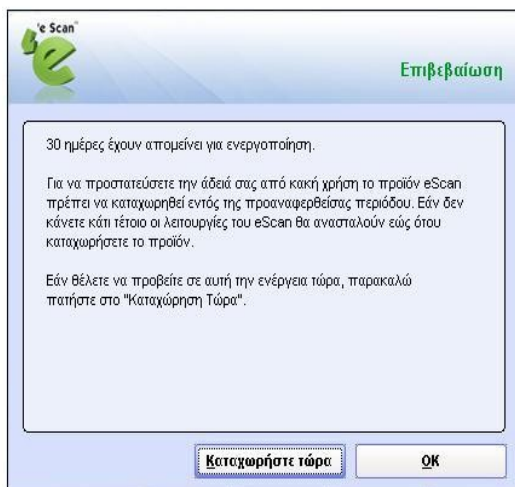 e Scan™
Επιβεβαίωση
30 ημέρες έχουν απομείνει για ενεργοποίηση.
Για να προστατεύσετε την άδειά σας από κακή χρήση το προϊόν eScan
πρέπει να καταχωρηθεί εντός της προαναφερθείσας περιόδου. Εάν δεν
κάνετε κάτι τέτοιο οι λειτουργίες του eScan θα ανασταλούν εώς ότου
καταχωρήσετε το προϊόν.
Εάν θέλετε να προβείτε σε αυτή την ενέργεια τώρα, παρακαλώ
πατήστε στο "Καταχώρηση Τώρα".
Καταχωρήστε τώρα
OK